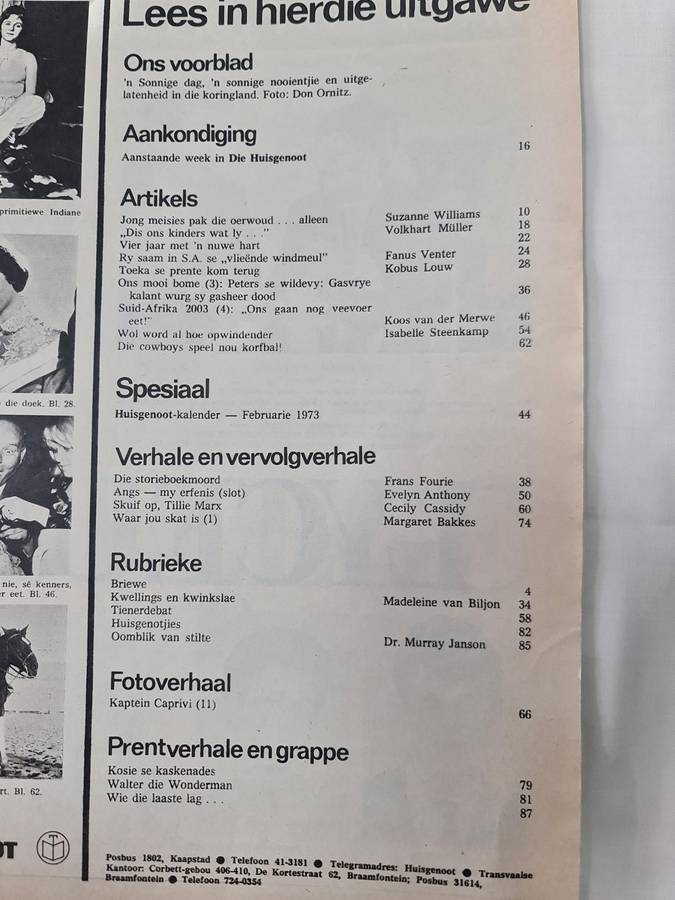 Lees in hierdie uitgawe
Ons voorblad
'n Sonnige dag, 'n sonnige nooientjie en uitge-
latenheid in die koringland. Foto: Don Ornitz.
Aankondiging
Aanstaande week in Die Huisgenoot 16
Artikels
Jong meisies pak die oerwoud . . . alleen Suzanne Williams 10
„Dis ons kinders wat ly . . ." Volkhart Müller 18
Vier jaar met 'n nuwe hart 22
Ry saam in S.A. se „vlieënde windmeul" Fanus Venter 24
Toeka se prente kom terug Kobus Louw 28
Ons mooi bome (3): Peters se wildevy: Gasvrye
kalant wurg sy gasheer dood 36
Suid-Afrika 2003 (4): „Ons gaan nog veevoer
eet!" Koos van der Merwe 46
Wol word al hoe opwindender Isabelle Steenkamp 54
Die cowboys speel nou korfbal! 62
Spesiaal
Huisgenoot-kalender — Februarie 1973 44
Verhale en vervolgverhale
Die storieboekmoord Frans Fourie 38
Angs — my erfenis (slot) Evelyn Anthony 50
Skuif op, Tillie Marx Cecily Cassidy 60
Waar jou skat is (1) Margaret Bakkes 74
Rubrieke
Briewe 4
Kwellings en kwinkslae Madeleine van Biljon 34
Tienerdebat 58
Huisgenotjies 82
Oomblik van stilte Dr. Murray Janson 85
Fotoverhaal
Kaptein Caprivi (11) 66
Prentverhale en grappe
Kosie se kaskenades 79
Walter die Wonderman 81
Wie die laaste lag . . . 87
Posbus 1802, Kaapstad ● Telefoon 41-3181 ● Telegramadres: Huisgenoot ● Transvaalse
Kantoor: Corbett-gebou 406-410, De Kortestraat 62, Braamfontein; Posbus 31614,
Braamfontein ● Telefoon 724-0354
primitiewe Indiane
die doek. Bl. 28.
nie, sê kenners,
r eet. Bl. 46.
rt. Bl. 62.